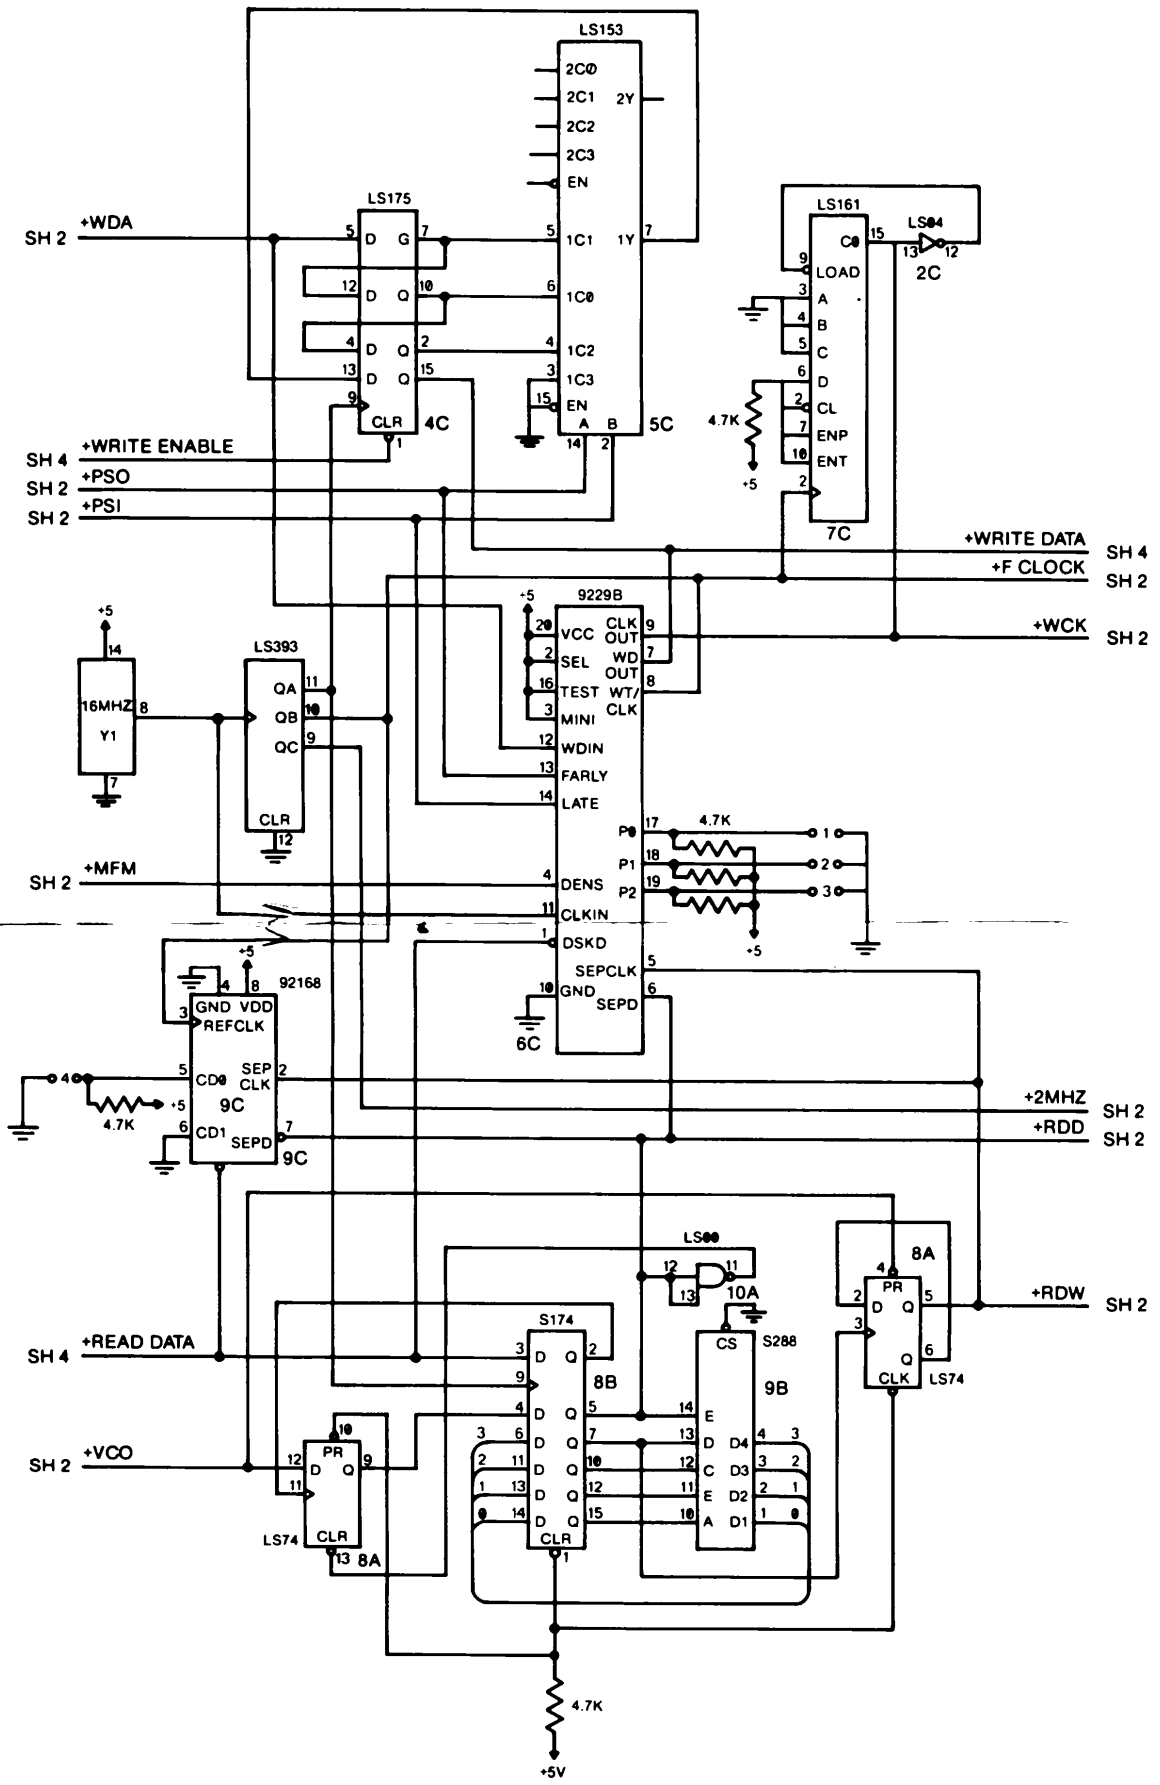 LS153
2C0
2C1 2Y
2C2
2C3
EN
LS175
LS161
SH 2 +WDA
5 D G 7
5 1C1 1Y 7
C0 15
LS04
13 12
2C
9 LOAD
12 D Q 10
6 1C0
3 A
4 B
5 C
4 D Q 2
4 1C2
13 D Q 15
3 1C3
6 D
9
15 EN
2 CL
4.7K
CLR 4C
A B 5C
7 ENP
1
14 2
10 ENT
SH 4 +WRITE ENABLE
+5
SH 2 +PSO
2
SH 2 +PSI
7C
+WRITE DATA SH 4
+F CLOCK SH 2
+5
9229B
+5
20 VCC CLK OUT 9
+WCK SH 2
14
LS393
2 SEL WD OUT 7
16MHZ 8
Y1
QA 11
16 TEST WT/ CLK 8
QB 10
3 MINI
QC 9
12 WDIN
7
13 FARLY
14 LATE
CLR
12
P0 17 4.7K 1
P1 18 2
P2 19 3
+5
SH 2 +MFM
4 DENS
11 CLKIN
1 DSKD
SEPCLK 5
10 GND SEPD 6
6C
+5
92168
4 8
GND VDD
3 REFCLK
4
5 CD0 SEP CLK 2
4.7K +5
9C
6 CD1 SEPD 7
9C
+2MHZ SH 2
+RDD SH 2
LS00
12 11
13 10A
8A
4
PR
2 D Q 5
+RDW SH 2
3
Q 6
CLK LS74
S174
CS S288
SH 4 +READ DATA
3 D Q 2
9 8B
9B
4 D Q 5
14 E
10
PR
3 6 D Q 7
13 D D4 4 3
SH 2 +VCO
12 D Q 9
2 11 D Q 10
12 C D3 3 2
11
1 13 D Q 12
11 E D2 2 1
0 14 D Q 15
10 A D1 1 0
LS74 CLR
13 8A
CLR
1
4.7K
+5V